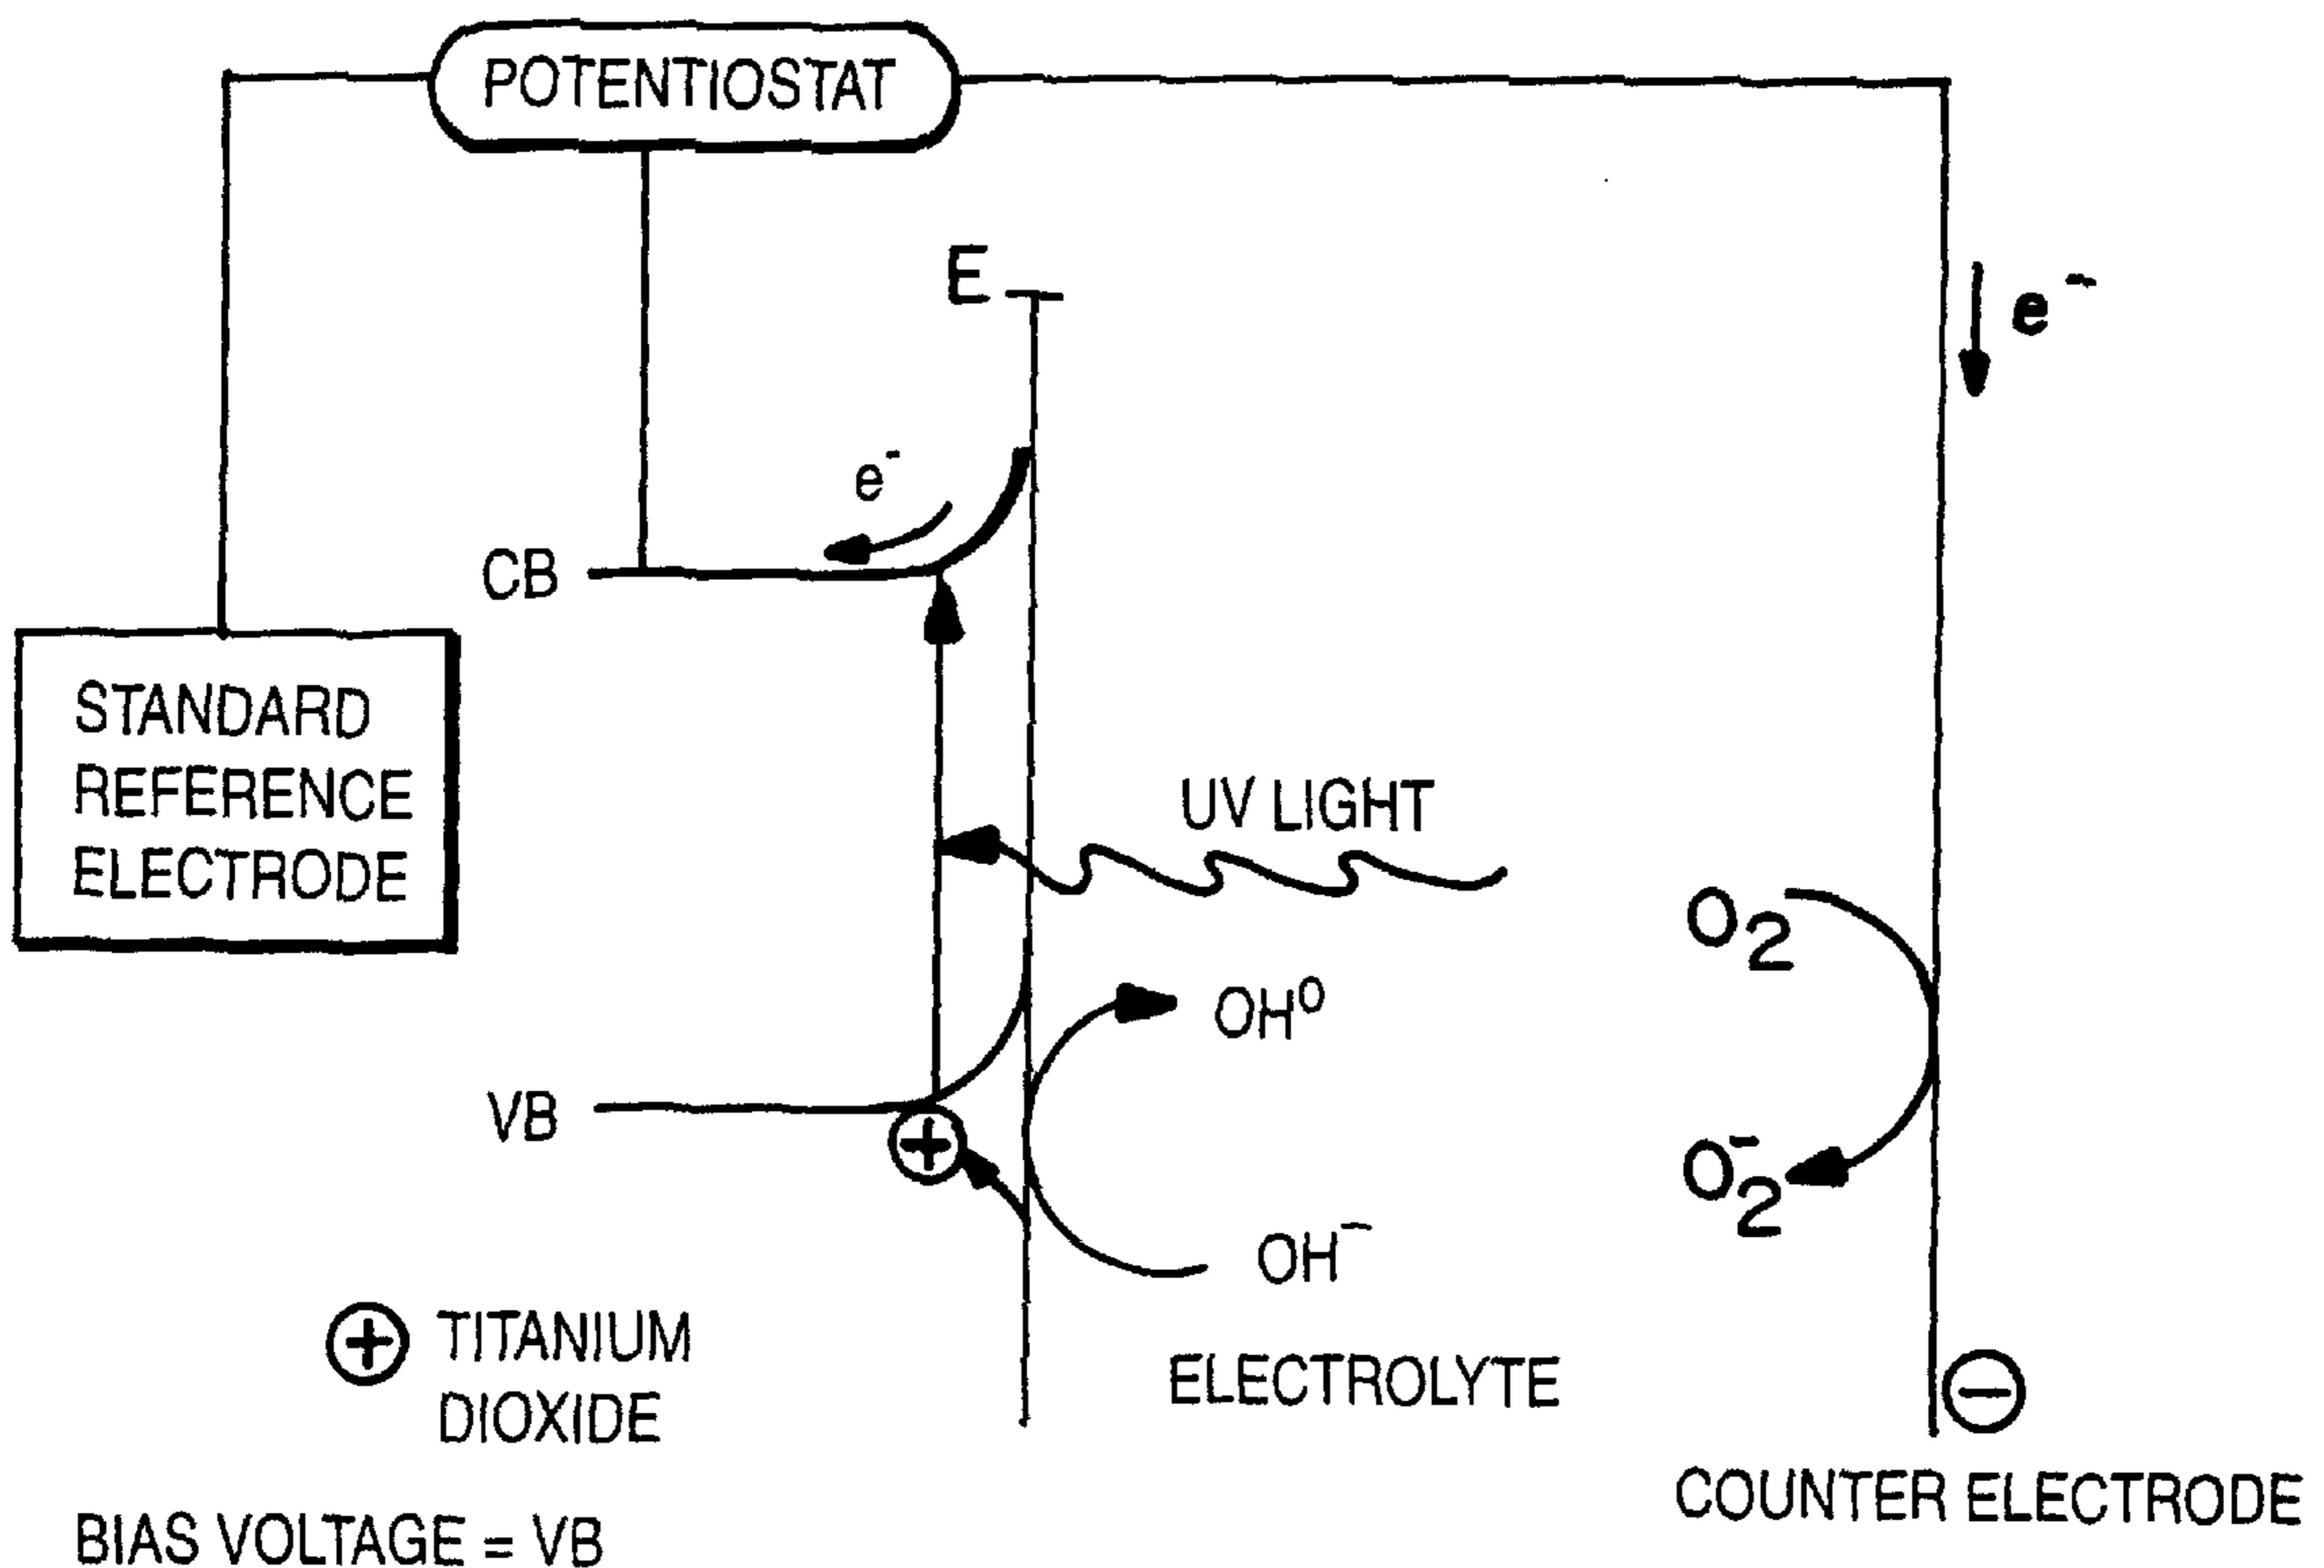 POTENTIOSTAT
E
e⁻
e⁻
CB
STANDARD
REFERENCE
ELECTRODE
UV LIGHT
O₂
OH⁰
VB
+
O₂⁻
OH⁻
+ TITANIUM
DIOXIDE
ELECTROLYTE
−
COUNTER ELECTRODE
BIAS VOLTAGE = VB